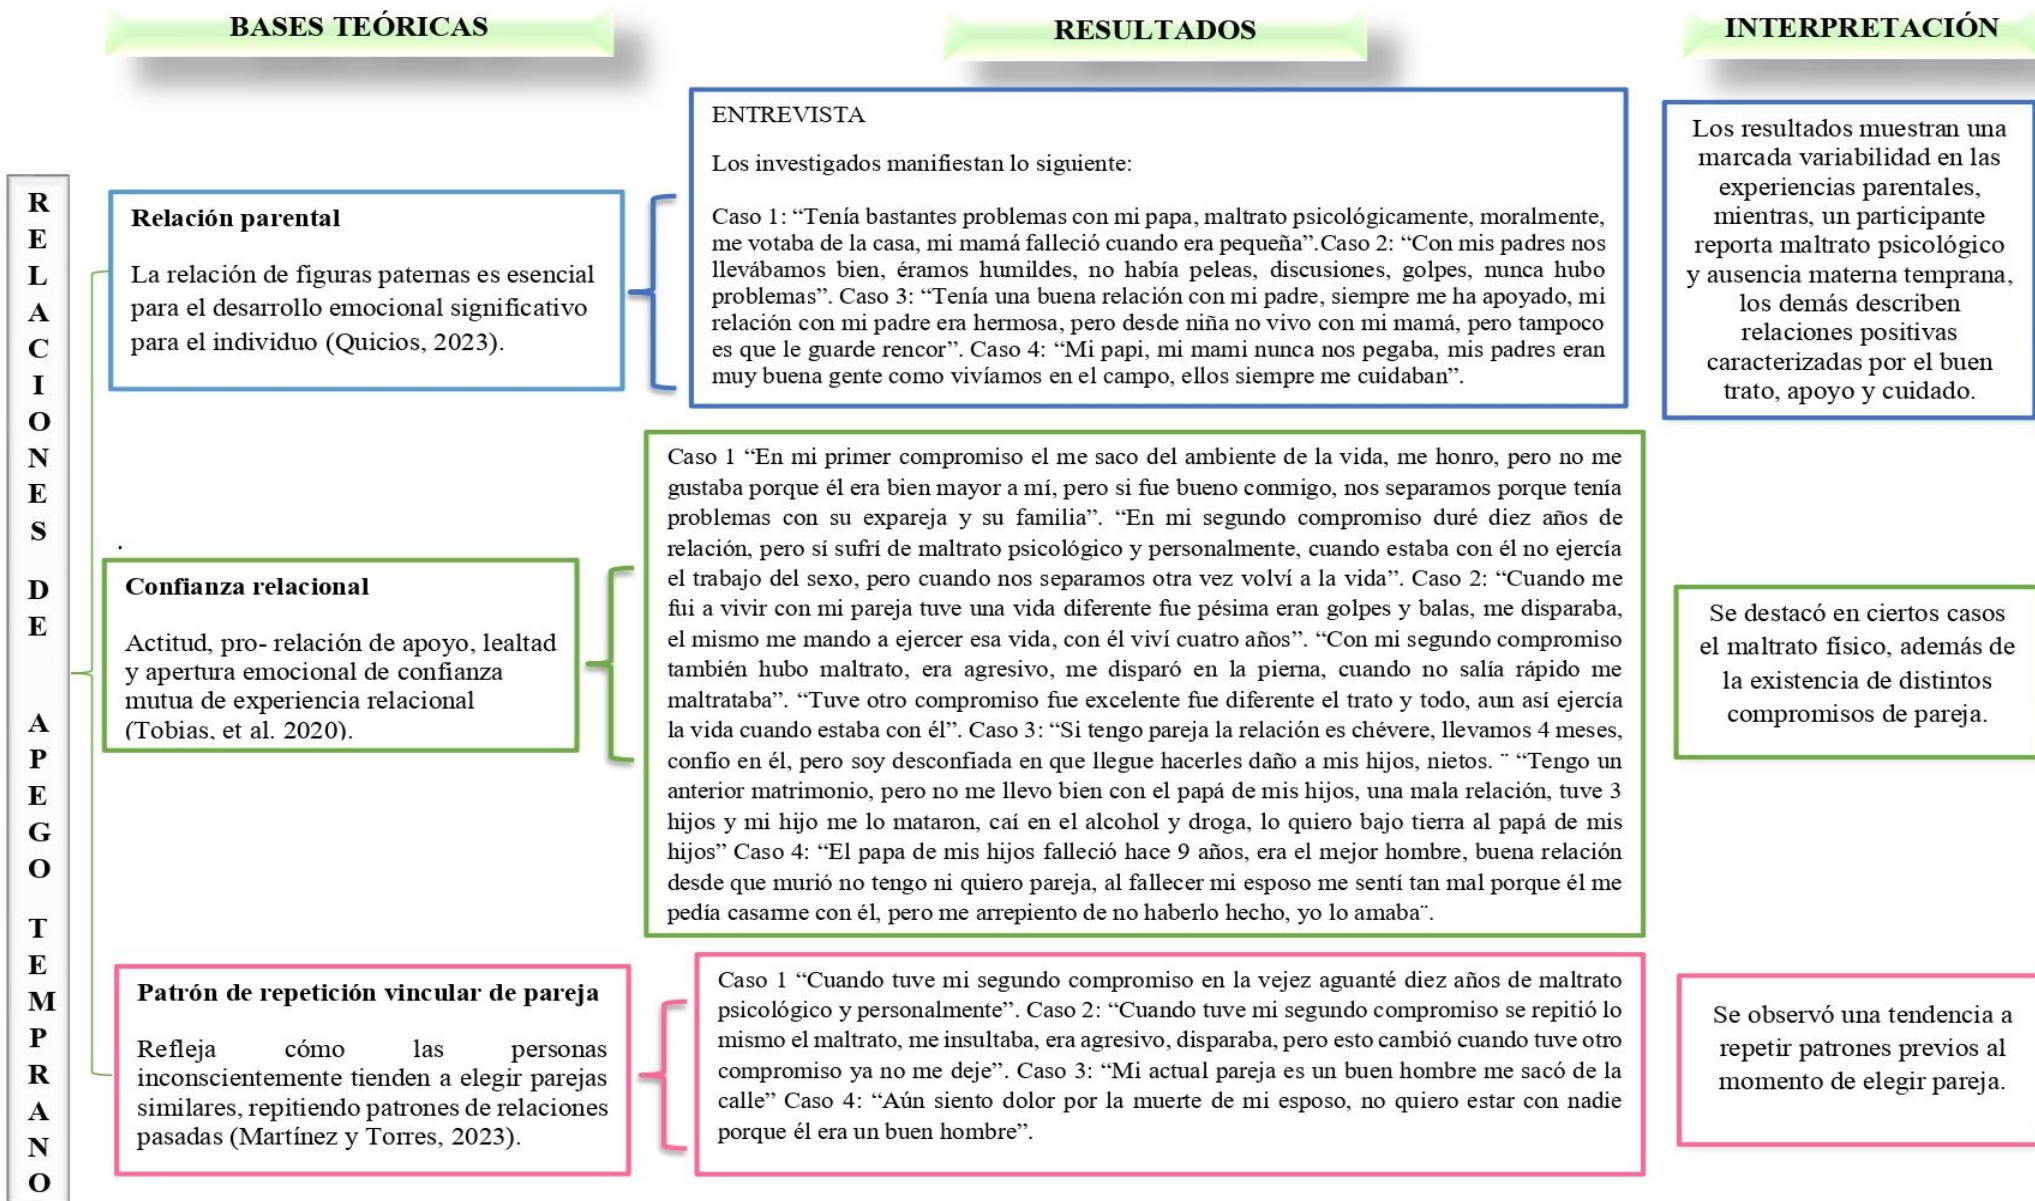 BASES TEÓRICAS
RESULTADOS
INTERPRETACIÓN
RELACIONES DE APEGO TEMPRANO
Relación parental
La relación de figuras paternas es esencial
para el desarrollo emocional significativo
para el individuo (Quicios, 2023).
ENTREVISTA
Los investigados manifiestan lo siguiente:
Caso 1: “Tenía bastantes problemas con mi papa, maltrato psicológicamente, moralmente,
me votaba de la casa, mi mamá falleció cuando era pequeña”.Caso 2: “Con mis padres nos
llevábamos bien, éramos humildes, no había peleas, discusiones, golpes, nunca hubo
problemas”. Caso 3: “Tenía una buena relación con mi padre, siempre me ha apoyado, mi
relación con mi padre era hermosa, pero desde niña no vivo con mi mamá, pero tampoco
es que le guarde rencor”. Caso 4: “Mi papi, mi mami nunca nos pegaba, mis padres eran
muy buena gente como vivíamos en el campo, ellos siempre me cuidaban”.
Los resultados muestran una
marcada variabilidad en las
experiencias parentales,
mientras, un participante
reporta maltrato psicológico
y ausencia materna temprana,
los demás describen
relaciones positivas
caracterizadas por el buen
trato, apoyo y cuidado.
.
Confianza relacional
Actitud, pro- relación de apoyo, lealtad
y apertura emocional de confianza
mutua de experiencia relacional
(Tobias, et al. 2020).
Caso 1 “En mi primer compromiso el me saco del ambiente de la vida, me honro, pero no me
gustaba porque él era bien mayor a mí, pero si fue bueno conmigo, nos separamos porque tenía
problemas con su expareja y su familia”. “En mi segundo compromiso duré diez años de
relación, pero sí sufrí de maltrato psicológico y personalmente, cuando estaba con él no ejercía
el trabajo del sexo, pero cuando nos separamos otra vez volví a la vida”. Caso 2: “Cuando me
fui a vivir con mi pareja tuve una vida diferente fue pésima eran golpes y balas, me disparaba,
el mismo me mando a ejercer esa vida, con él viví cuatro años”. “Con mi segundo compromiso
también hubo maltrato, era agresivo, me disparó en la pierna, cuando no salía rápido me
maltrataba”. “Tuve otro compromiso fue excelente fue diferente el trato y todo, aun así ejercía
la vida cuando estaba con él”. Caso 3: “Si tengo pareja la relación es chévere, llevamos 4 meses,
confío en él, pero soy desconfiada en que llegue hacerles daño a mis hijos, nietos. ¨ “Tengo un
anterior matrimonio, pero no me llevo bien con el papá de mis hijos, una mala relación, tuve 3
hijos y mi hijo me lo mataron, caí en el alcohol y droga, lo quiero bajo tierra al papá de mis
hijos” Caso 4: “El papa de mis hijos falleció hace 9 años, era el mejor hombre, buena relación
desde que murió no tengo ni quiero pareja, al fallecer mi esposo me sentí tan mal porque él me
pedía casarme con él, pero me arrepiento de no haberlo hecho, yo lo amaba¨.
Se destacó en ciertos casos
el maltrato físico, además de
la existencia de distintos
compromisos de pareja.
Patrón de repetición vincular de pareja
Refleja cómo las personas
inconscientemente tienden a elegir parejas
similares, repitiendo patrones de relaciones
pasadas (Martínez y Torres, 2023).
Caso 1 “Cuando tuve mi segundo compromiso en la vejez aguanté diez años de maltrato
psicológico y personalmente”. Caso 2: “Cuando tuve mi segundo compromiso se repitió lo
mismo el maltrato, me insultaba, era agresivo, disparaba, pero esto cambió cuando tuve otro
compromiso ya no me deje”. Caso 3: “Mi actual pareja es un buen hombre me sacó de la
calle” Caso 4: “Aún siento dolor por la muerte de mi esposo, no quiero estar con nadie
porque él era un buen hombre”.
Se observó una tendencia a
repetir patrones previos al
momento de elegir pareja.